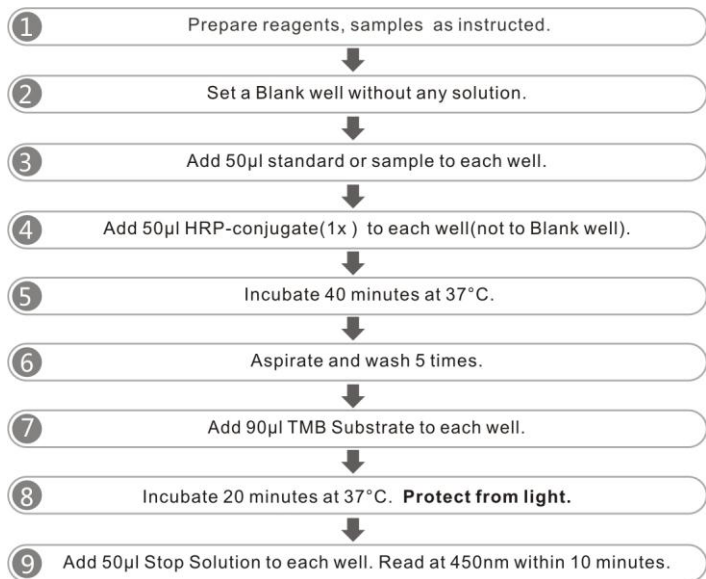 1 Prepare reagents, samples as instructed.
2 Set a Blank well without any solution.
3 Add 50μl standard or sample to each well.
4 Add 50μl HRP-conjugate(1x ) to each well(not to Blank well).
5 Incubate 40 minutes at 37°C.
6 Aspirate and wash 5 times.
7 Add 90μl TMB Substrate to each well.
8 Incubate 20 minutes at 37°C. Protect from light.
9 Add 50μl Stop Solution to each well. Read at 450nm within 10 minutes.